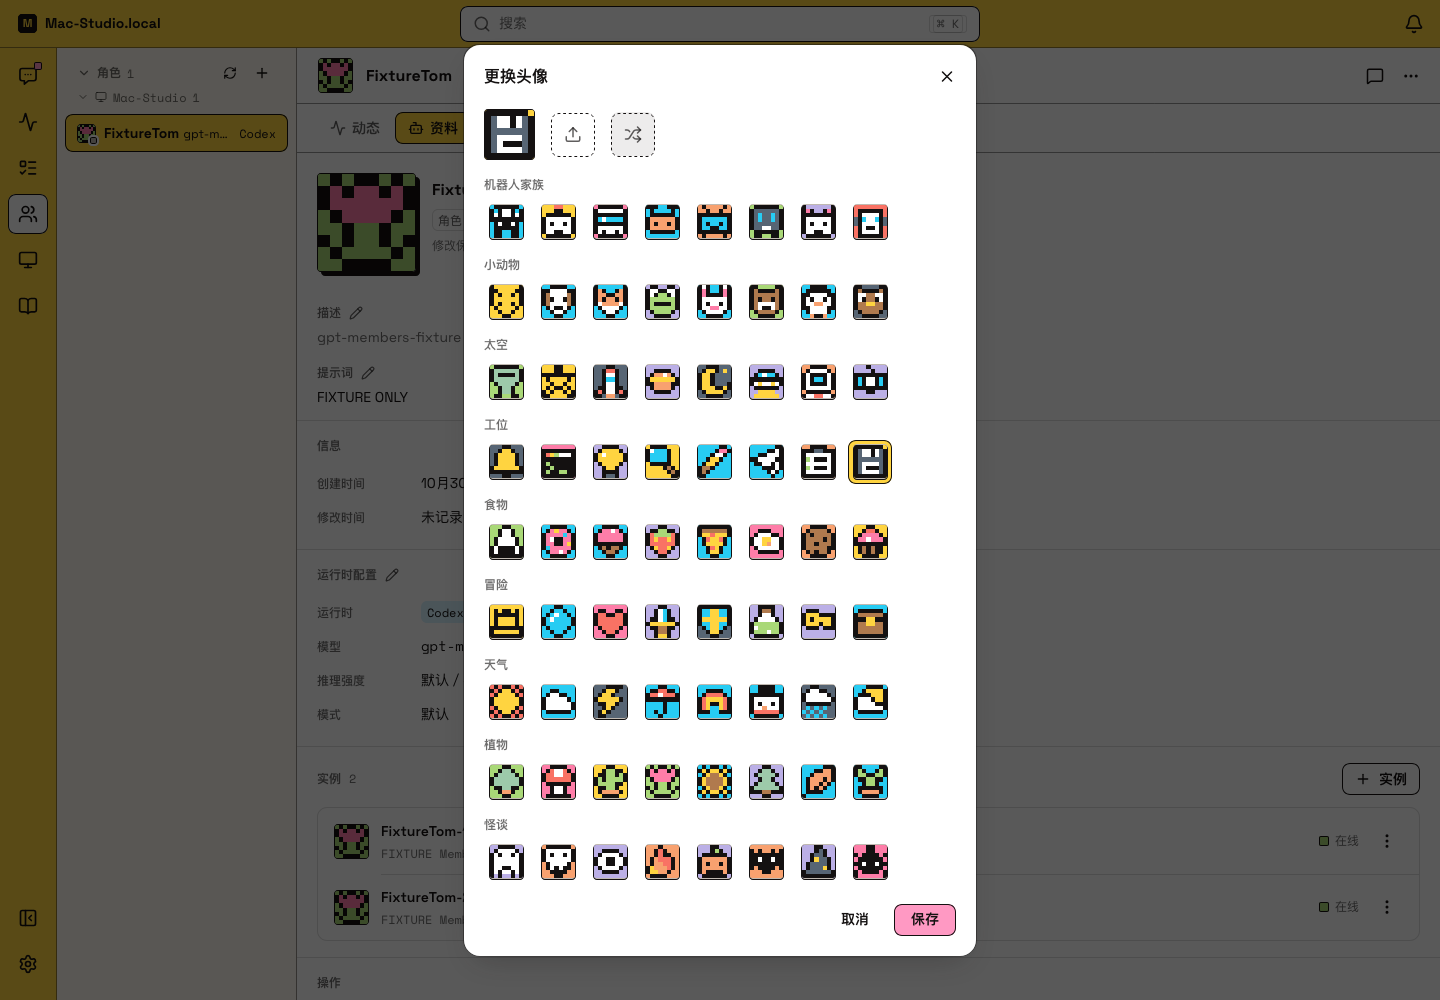 M Mac-Studio.local
搜索
⌘ K
角色 1
Mac-Studio 1
FixtureTom gpt-m... Codex
FixtureTom
动态
资料
角色
修改保
描述
gpt-members-fixture
提示词
FIXTURE ONLY
信息
创建时间 10月30
修改时间 未记录
运行时配置
运行时 Codex
模型 gpt-m
推理强度 默认 /
模式 默认
实例 2
+ 实例
FixtureTom-
FIXTURE Mem
在线
FixtureTom-
FIXTURE Mem
在线
操作
更换头像
机器人家族
小动物
太空
工位
食物
冒险
天气
植物
怪谈
取消
保存